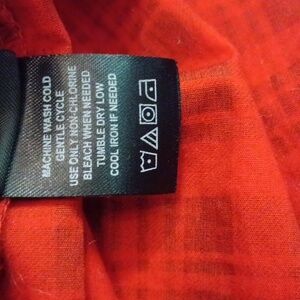 MACHINE WASH COLD
GENTLE CYCLE
USE ONLY NON-CHLORINE
BLEACH WHEN NEEDED
TUMBLE DRY LOW
COOL IRON IF NEEDED